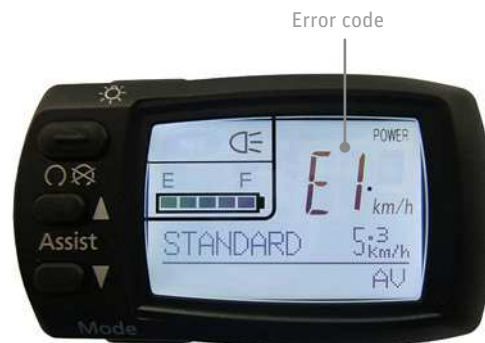 Error code
POWER
E F
E1.
km/h
Assist
STANDARD 5.3 km/h
AV
Mode